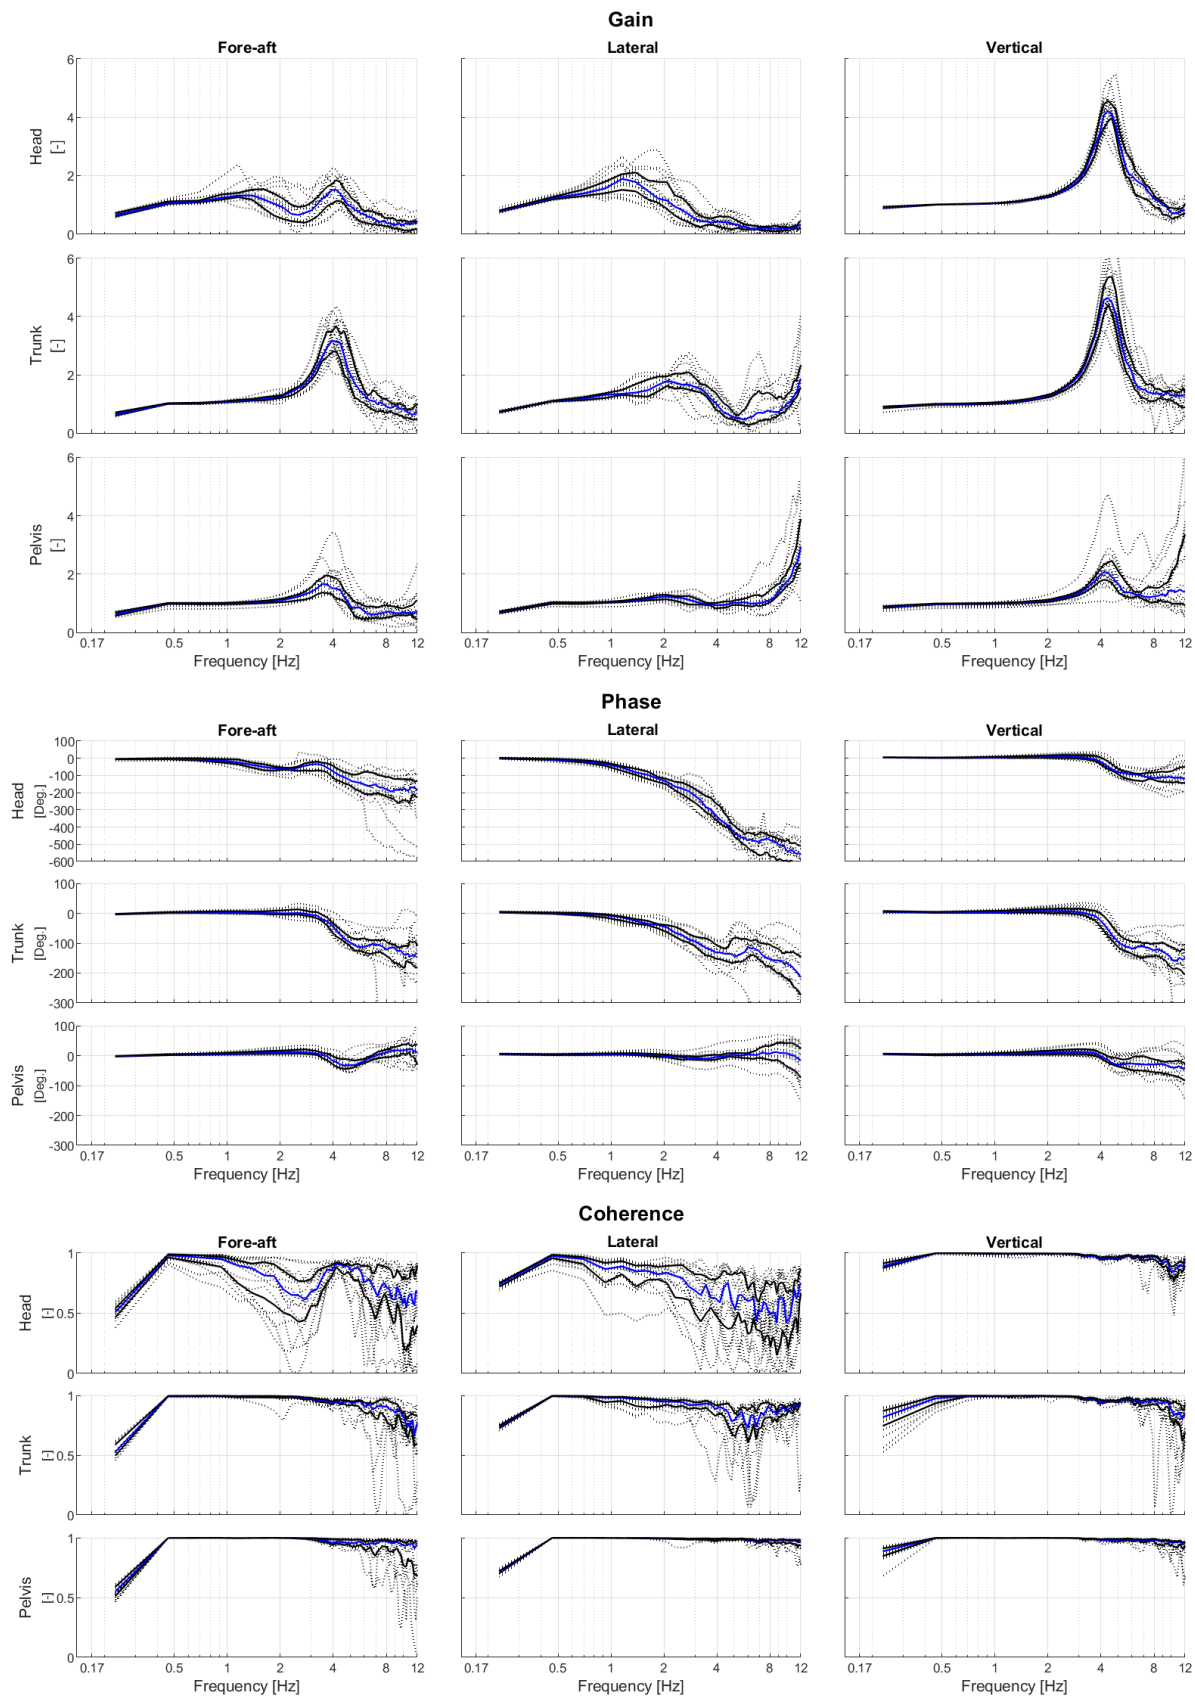 Gain
Fore-aft Lateral Vertical
Head
[-]
6
4
2
0
Trunk
[-]
6
4
2
0
Pelvis
[-]
6
4
2
0
0.17 0.5 1 2 4 8 12 0.17 0.5 1 2 4 8 12 0.17 0.5 1 2 4 8 12
Frequency [Hz] Frequency [Hz] Frequency [Hz]
Phase
Fore-aft Lateral Vertical
Head
[Deg.]
100
0
-100
-200
-300
-400
-500
-600
Trunk
[Deg.]
100
0
-100
-200
-300
Pelvis
[Deg.]
100
0
-100
-200
-300
0.17 0.5 1 2 4 8 12 0.17 0.5 1 2 4 8 12 0.17 0.5 1 2 4 8 12
Frequency [Hz] Frequency [Hz] Frequency [Hz]
Coherence
Fore-aft Lateral Vertical
Head
[-]
1
0.5
0
Trunk
[-]
1
0.5
0
Pelvis
[-]
1
0.5
0
0.17 0.5 1 2 4 8 12 0.17 0.5 1 2 4 8 12 0.17 0.5 1 2 4 8 12
Frequency [Hz] Frequency [Hz] Frequency [Hz]